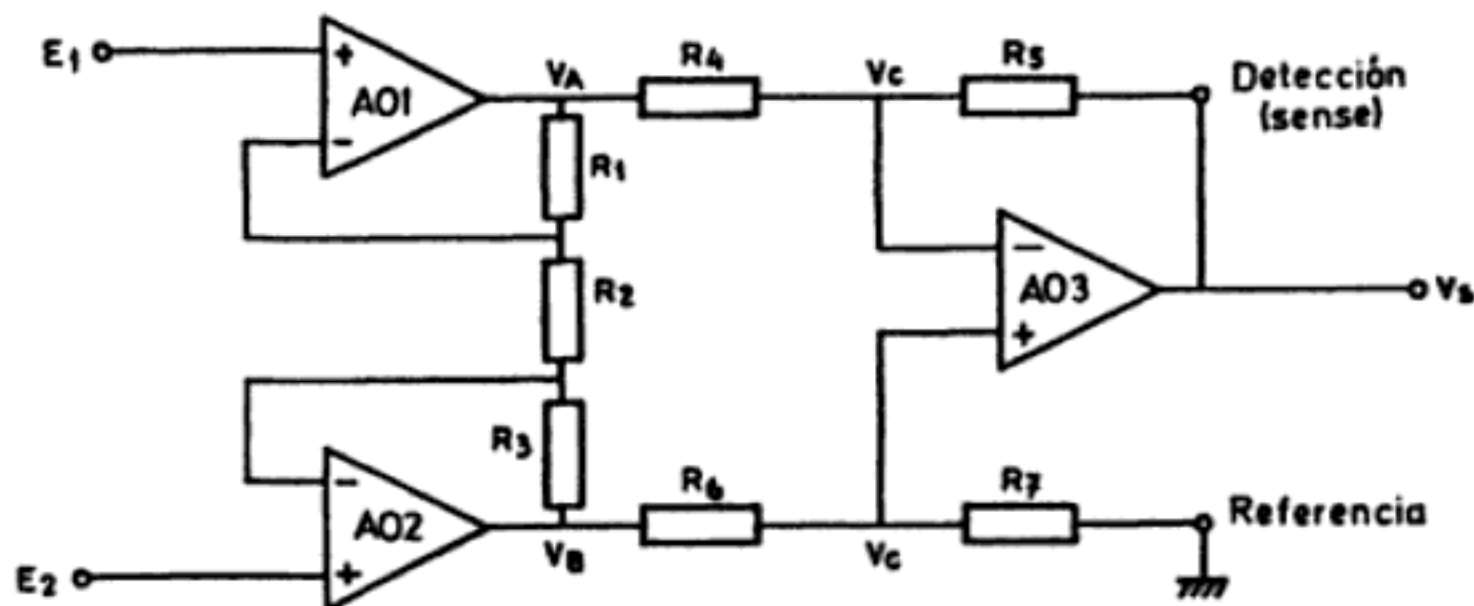 E1
+
AO1
-
VA
R4
VC
R5
Detección
(sense)
R1
R2
R3
-
AO3
+
Vs
-
AO2
+
E2
VB
R6
VC
R7
Referencia